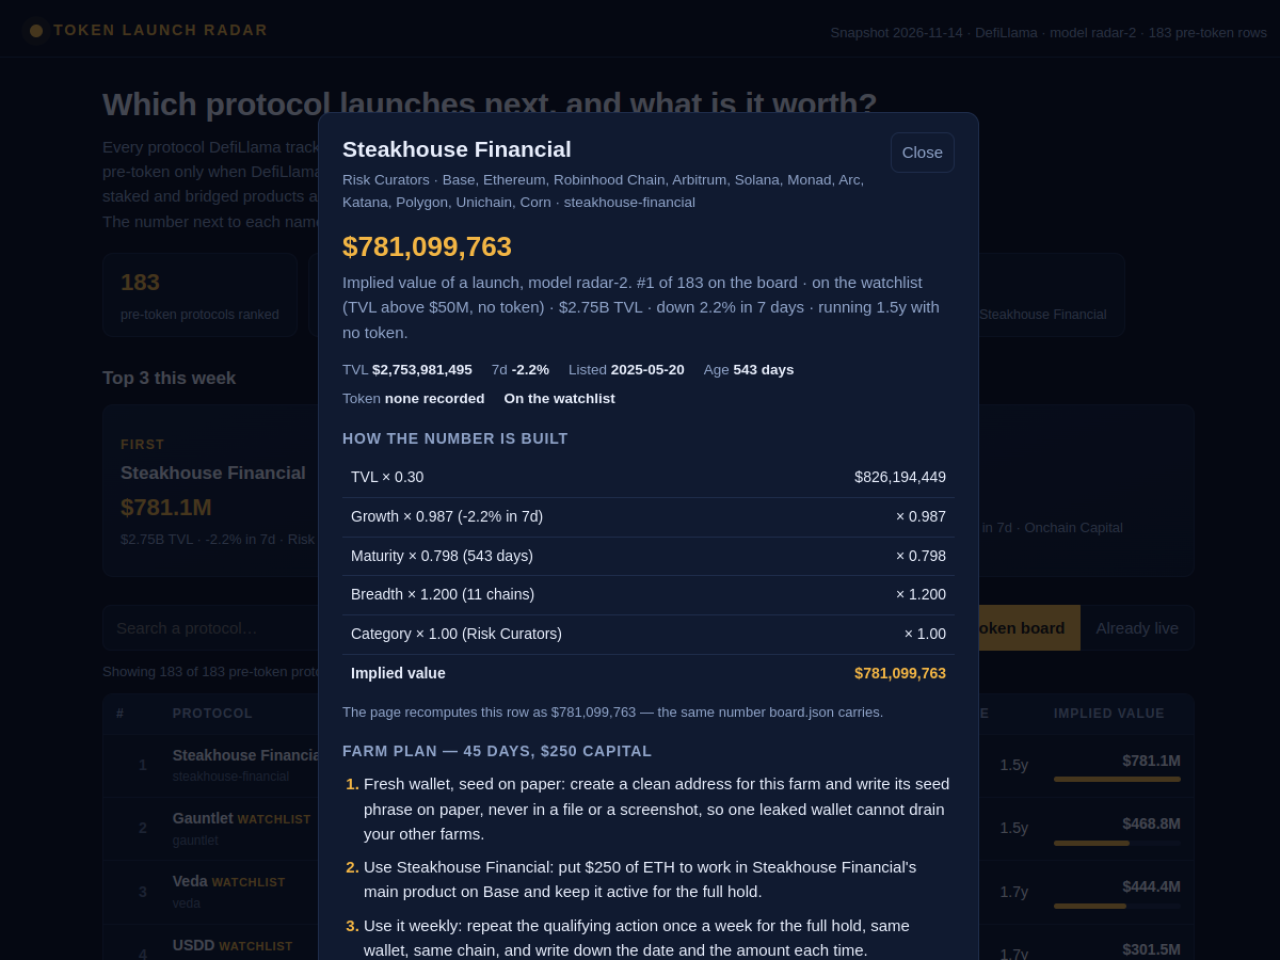 TOKEN LAUNCH RADAR
Snapshot 2026-11-14 · DefiLlama · model radar-2 · 183 pre-token rows
Which protocol launches next, and what is it worth?
Every protocol DefiLlama track
pre-token only when DefiLlama
staked and bridged products a
The number next to each name
183
pre-token protocols ranked
Steakhouse Financial
Top 3 this week
FIRST
Steakhouse Financial
$781.1M
$2.75B TVL · -2.2% in 7d · Risk
in 7d · Onchain Capital
Search a protocol...
oken board
Already live
Showing 183 of 183 pre-token proto
# PROTOCOL E IMPLIED VALUE
1 Steakhouse Financia 1.5y $781.1M
steakhouse-financial
2 Gauntlet WATCHLIST 1.5y $468.8M
gauntlet
3 Veda WATCHLIST 1.7y $444.4M
veda
4 USDD WATCHLIST 1.7y $301.5M
Steakhouse Financial
Close
Risk Curators · Base, Ethereum, Robinhood Chain, Arbitrum, Solana, Monad, Arc,
Katana, Polygon, Unichain, Corn · steakhouse-financial
$781,099,763
Implied value of a launch, model radar-2. #1 of 183 on the board · on the watchlist
(TVL above $50M, no token) · $2.75B TVL · down 2.2% in 7 days · running 1.5y with
no token.
TVL $2,753,981,495 7d -2.2% Listed 2025-05-20 Age 543 days
Token none recorded On the watchlist
HOW THE NUMBER IS BUILT
TVL × 0.30 $826,194,449
Growth × 0.987 (-2.2% in 7d) × 0.987
Maturity × 0.798 (543 days) × 0.798
Breadth × 1.200 (11 chains) × 1.200
Category × 1.00 (Risk Curators) × 1.00
Implied value $781,099,763
The page recomputes this row as $781,099,763 — the same number board.json carries.
FARM PLAN — 45 DAYS, $250 CAPITAL
1. Fresh wallet, seed on paper: create a clean address for this farm and write its seed
phrase on paper, never in a file or a screenshot, so one leaked wallet cannot drain
your other farms.
2. Use Steakhouse Financial: put $250 of ETH to work in Steakhouse Financial's
main product on Base and keep it active for the full hold.
3. Use it weekly: repeat the qualifying action once a week for the full hold, same
wallet, same chain, and write down the date and the amount each time.